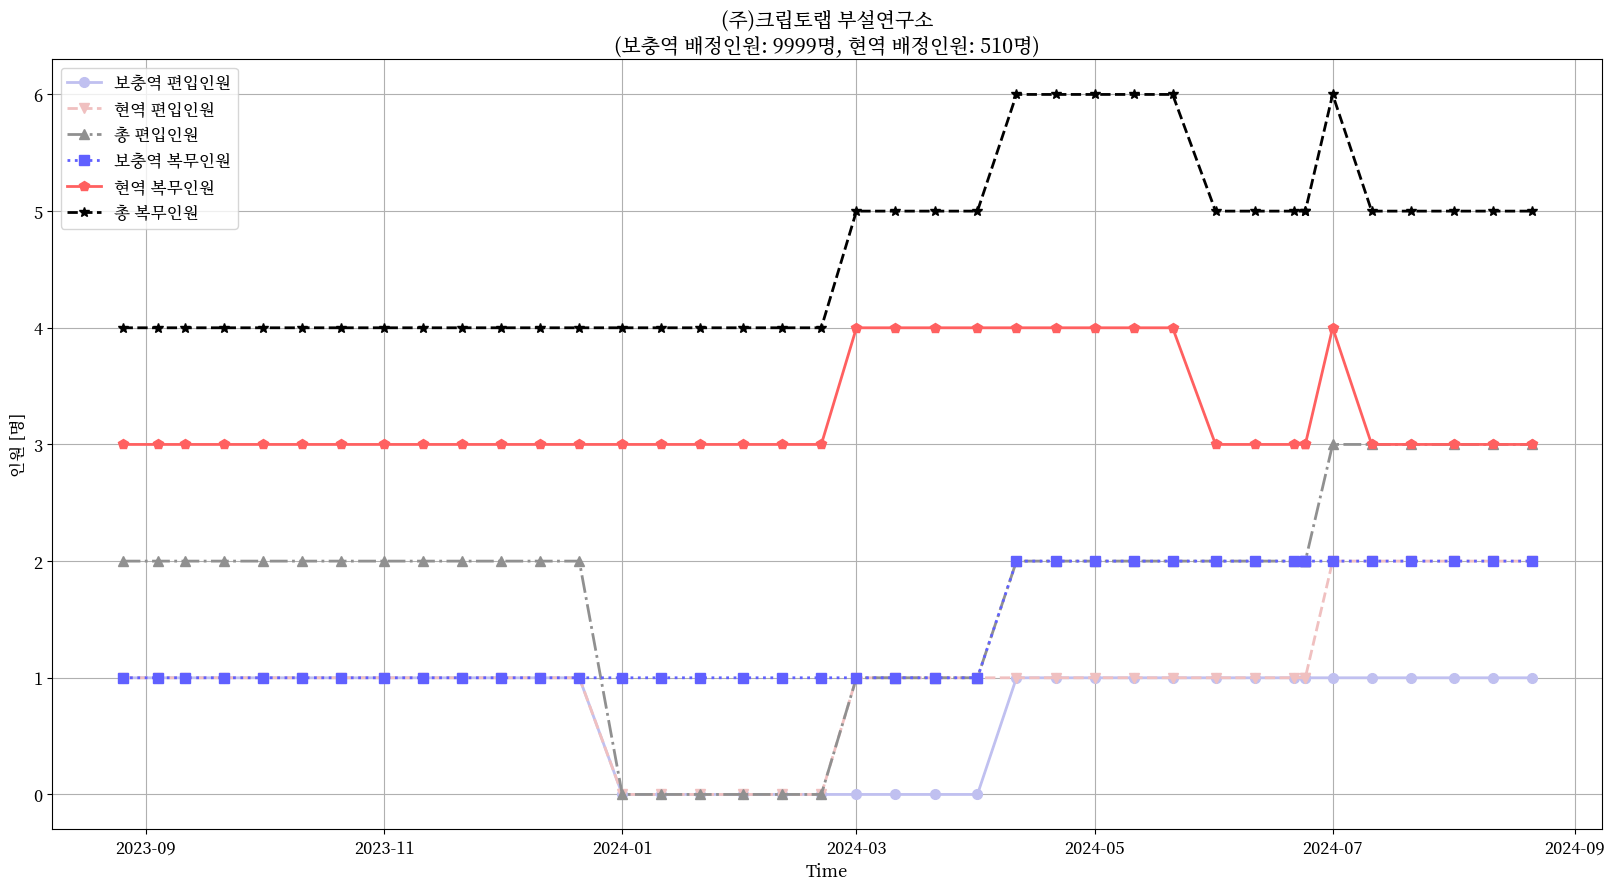 (주)크립토랩 부설연구소
(보충역 배정인원: 9999명, 현역 배정인원: 510명)
보충역 편입인원
현역 편입인원
총 편입인원
보충역 복무인원
현역 복무인원
총 복무인원
6
5
4
3
2
1
0
인원 [명]
2023-09 2023-11 2024-01 2024-03 2024-05 2024-07 2024-09
Time